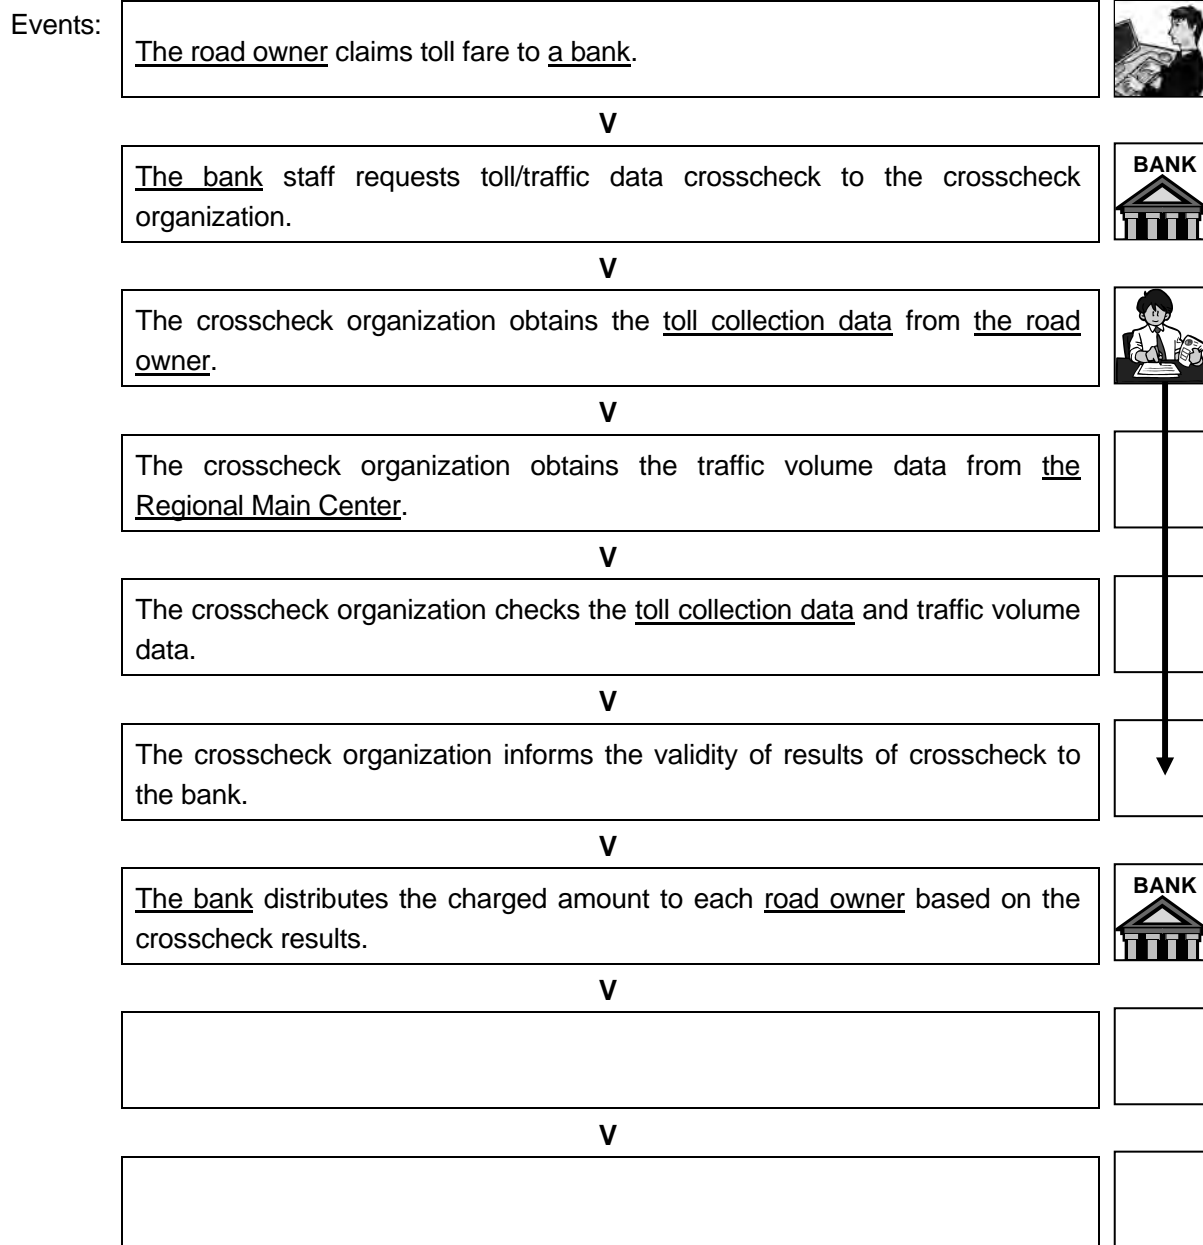 Events:
The road owner claims toll fare to a bank.
V
BANK
The bank staff requests toll/traffic data crosscheck to the crosscheck
organization.
V
The crosscheck organization obtains the toll collection data from the road
owner.
V
The crosscheck organization obtains the traffic volume data from the
Regional Main Center.
V
The crosscheck organization checks the toll collection data and traffic volume
data.
V
The crosscheck organization informs the validity of results of crosscheck to
the bank.
V
BANK
The bank distributes the charged amount to each road owner based on the
crosscheck results.
V
V